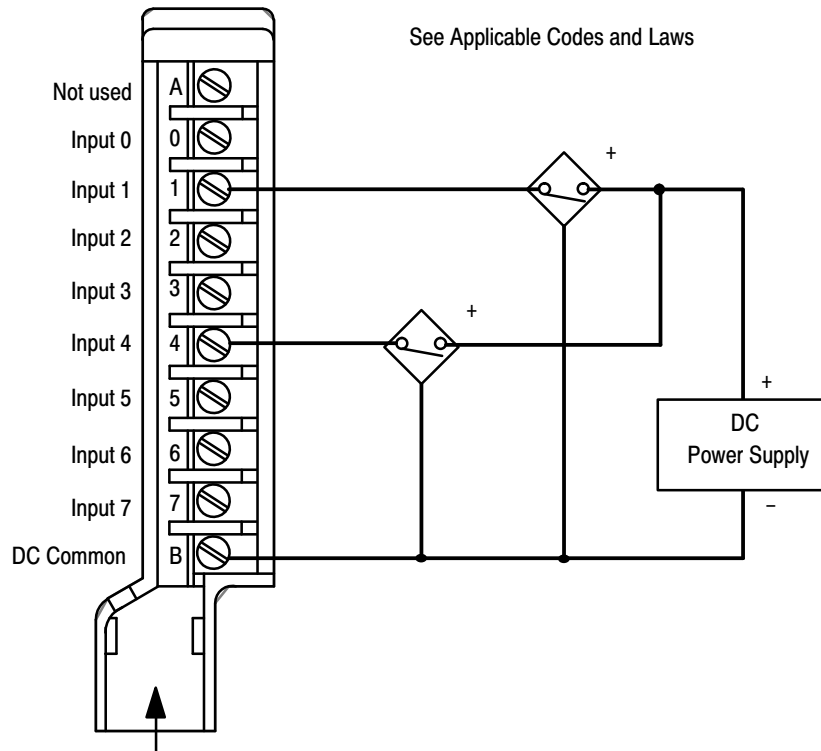 See Applicable Codes and Laws
Not used A
Input 0 0
Input 1 1
Input 2 2
Input 3 3
Input 4 4
Input 5 5
Input 6 6
Input 7 7
DC Common B
+
+
+
DC
Power Supply
−